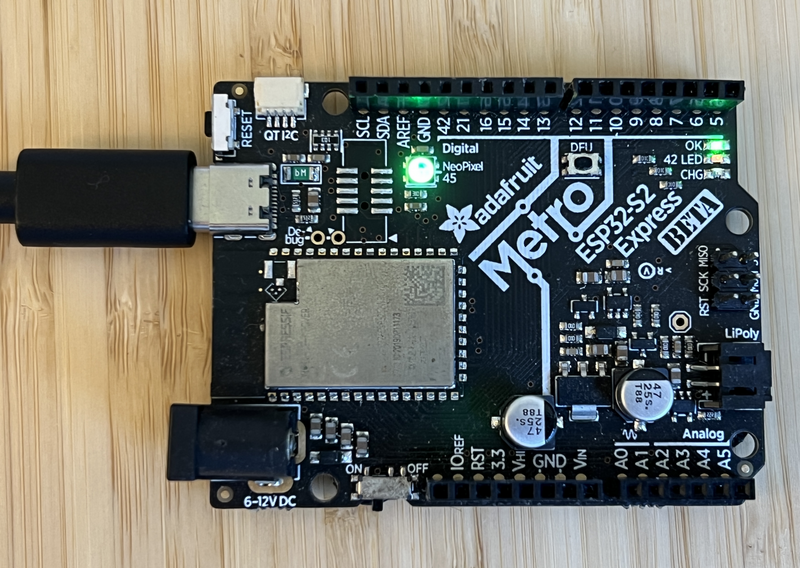 RESET
QT I2C
SCL
SDA
AREF
GND
42
21
16
15
14
13
12
11
10
9
8
7
6
5
Digital
NeoPixel
45
DFU
OK
42 LED
CHG
De
bug
adafruit
Metro
ESP32-S2
Express
BETA
RST SCK MISO
LiPoly
47
25s.
T88
47
25s.
T88
Analog
ON
OFF
6-12V DC
IOREF
RST
3.3
VHI
GND
VIN
A0
A1
A2
A3
A4
A5